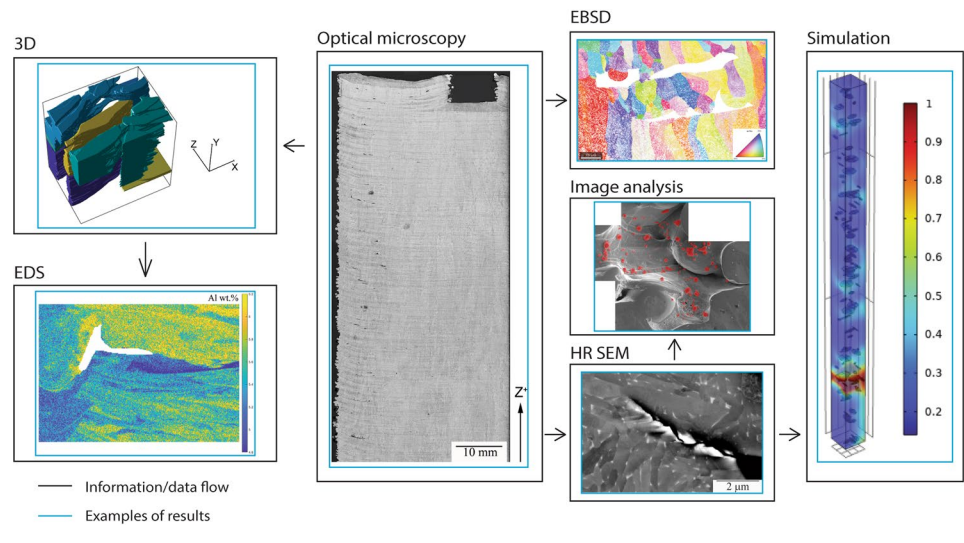 3D
Z
Y
X
EDS
Al wt.%
Information/data flow
Examples of results
Optical microscopy
Z⁺
10 mm
EBSD
Image analysis
HR SEM
2 μm
Simulation
1
0.9
0.8
0.7
0.6
0.5
0.4
0.3
0.2